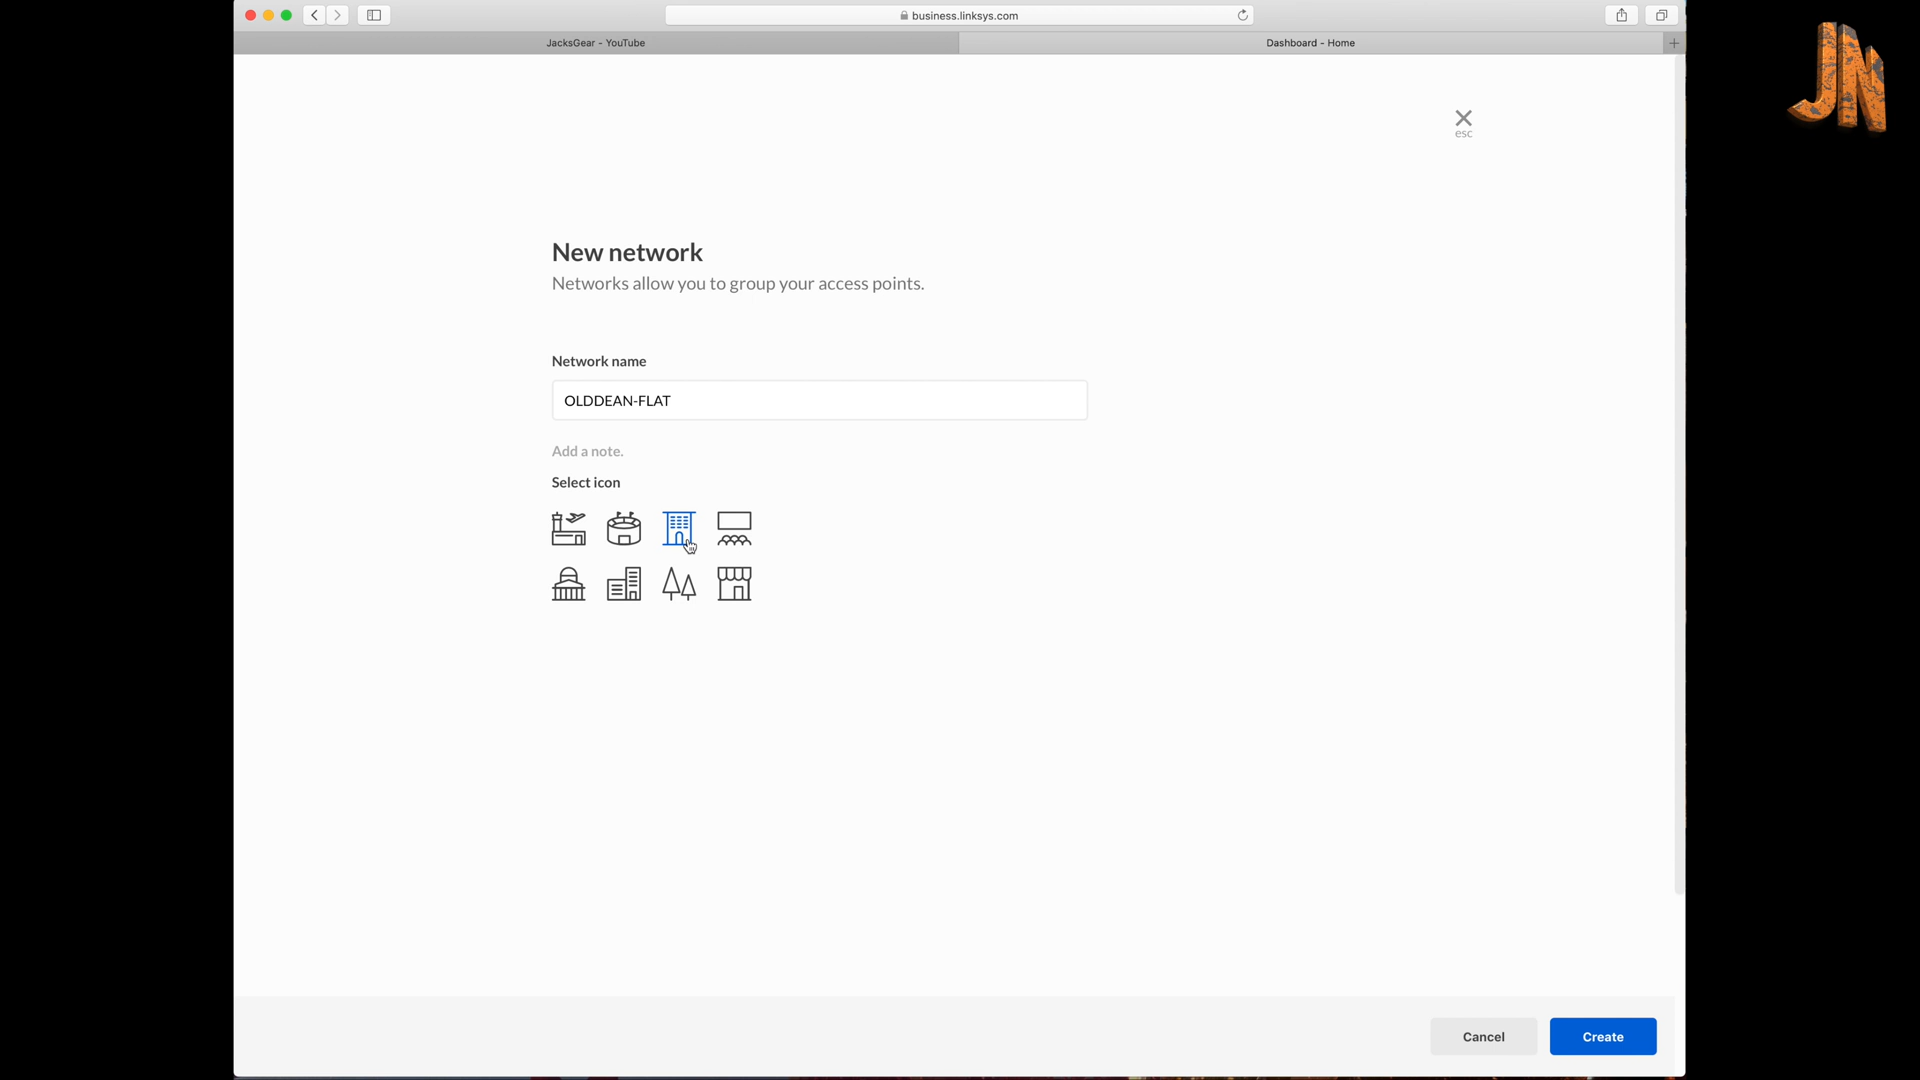 business.linksys.com
JacksGear - YouTube
Dashboard - Home
JN
esc
New network
Networks allow you to group your access points.
Network name
OLDDEAN-FLAT
Add a note.
Select icon
Cancel
Create